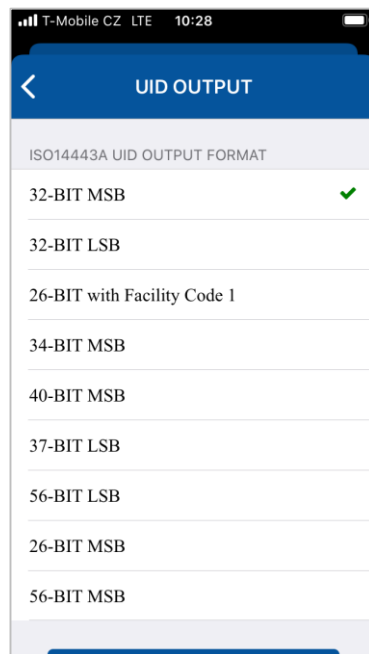 T-Mobile CZ LTE 10:28
UID OUTPUT
ISO14443A UID OUTPUT FORMAT
32-BIT MSB
32-BIT LSB
26-BIT with Facility Code 1
34-BIT MSB
40-BIT MSB
37-BIT LSB
56-BIT LSB
26-BIT MSB
56-BIT MSB